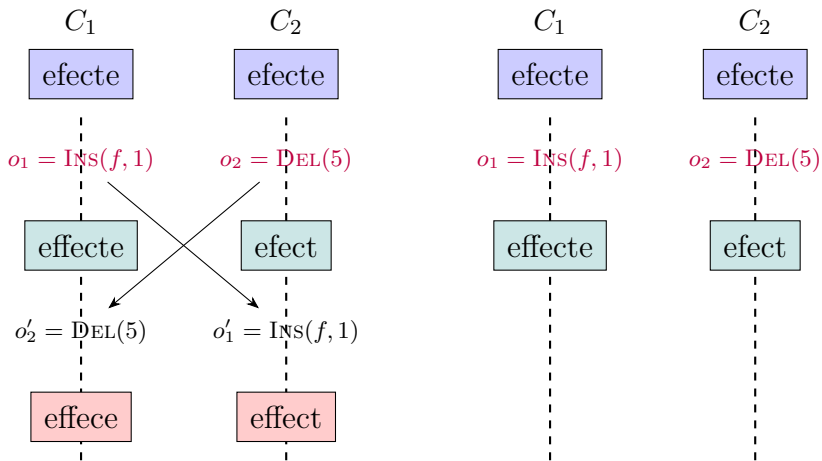 C₁ C₂ C₁ C₂
efecte efecte efecte efecte
o₁ = INS(f, 1) o₂ = DEL(5) o₁ = INS(f, 1) o₂ = DEL(5)
effecte efect effecte efect
o′₂ = DEL(5) o′₁ = INS(f, 1)
effece effect